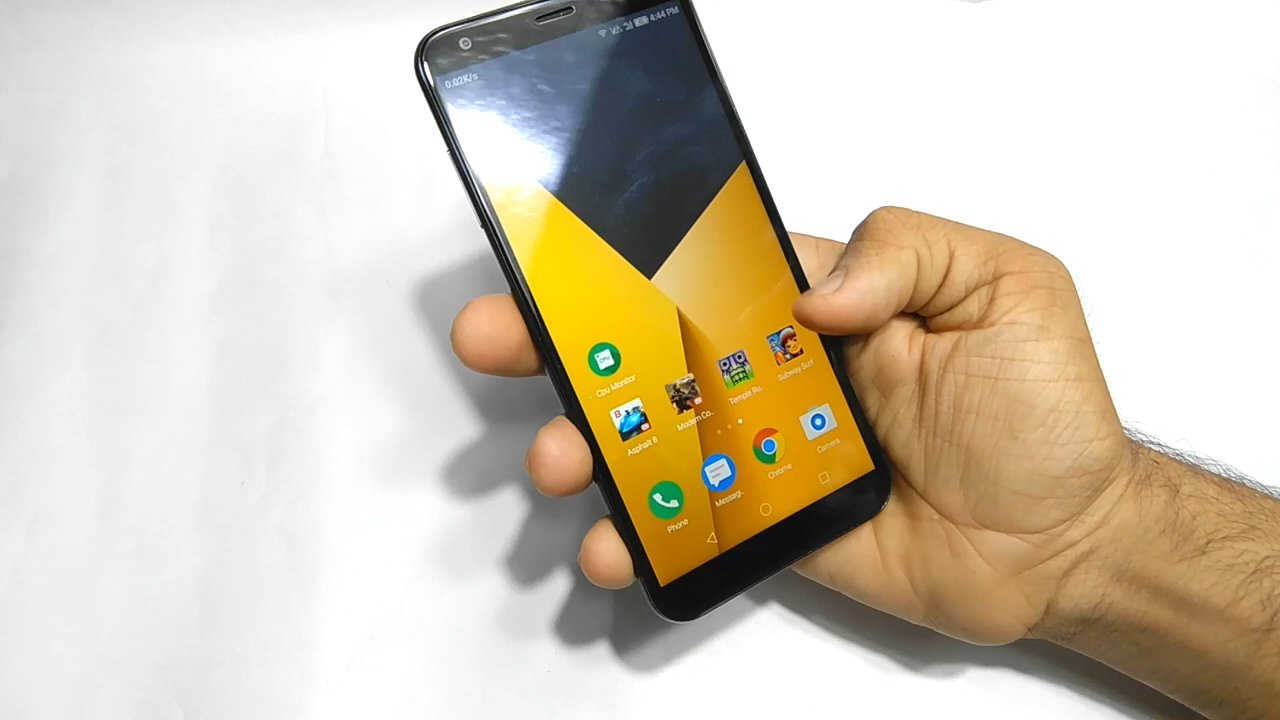 4:44 PM
0.02K/s
CPU
Cpu Monitor
Asphalt 8
Modern Co..
Temple Ru..
Subway Surf
Phone
Messagi..
Chrome
Camera